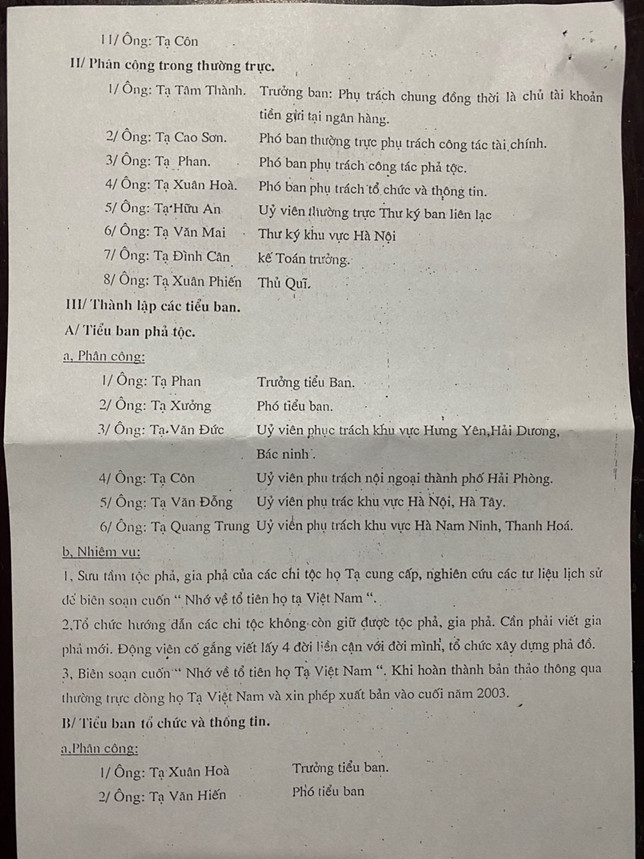 11/ Ông: Tạ Côn
II/ Phân công trong thường trực.
1/ Ông: Tạ Tâm Thành. Trưởng ban: Phụ trách chung đồng thời là chủ tài khoản
tiền gửi tại ngân hàng.
2/ Ông: Tạ Cao Sơn. Phó ban thường trực phụ trách công tác tài chính.
3/ Ông: Tạ Phan. Phó ban phụ trách công tác phả tộc.
4/ Ông: Tạ Xuân Hoà. Phó ban phụ trách tổ chức và thông tin.
5/ Ông: Tạ Hữu An Uỷ viên thường trực Thư ký ban liên lạc
6/ Ông: Tạ Văn Mai Thư ký khu vực Hà Nội
7/ Ông: Tạ Đình Cân kế Toán trưởng.
8/ Ông: Tạ Xuân Phiến Thủ Quĩ.
III/ Thành lập các tiểu ban.
A/ Tiểu ban phả tộc.
a, Phân công:
1/ Ông: Tạ Phan Trưởng tiểu Ban.
2/ Ông: Tạ Xưởng Phó tiểu ban.
3/ Ông: Tạ Văn Đức Uỷ viên phục trách khu vực Hưng Yên,Hải Dương,
Bác ninh .
4/ Ông: Tạ Côn Uỷ viên phu trách nội ngoại thành phố Hải Phòng.
5/ Ông: Tạ Văn Đồng Uỷ viên phụ trác khu vực Hà Nội, Hà Tây.
6/ Ông: Tạ Quang Trung Uỷ viên phụ trách khu vực Hà Nam Ninh, Thanh Hoá.
b, Nhiệm vụ:
1, Sưu tầm tộc phả, gia phả của các chi tộc họ Tạ cung cấp, nghiên cứu các tư liệu lịch sử
để biên soạn cuốn “ Nhớ về tổ tiên họ tạ Việt Nam “.
2,Tổ chức hướng dẫn các chi tộc không còn giữ được tộc phả, gia phả. Cần phải viết gia
phả mới. Động viện cố gắng viết lấy 4 đời liền cận với đời mình, tổ chức xây dựng phả đồ.
3, Biên soạn cuốn “ Nhớ về tổ tiên họ Tạ Việt Nam “. Khi hoàn thành bản thảo thông qua
thường trực dòng họ Tạ Việt Nam và xin phép xuất bản vào cuối năm 2003.
B/ Tiểu ban tổ chức và thông tin.
a,Phân công:
1/ Ông: Tạ Xuân Hoà Trưởng tiểu ban.
2/ Ông: Tạ Văn Hiến Phó tiểu ban